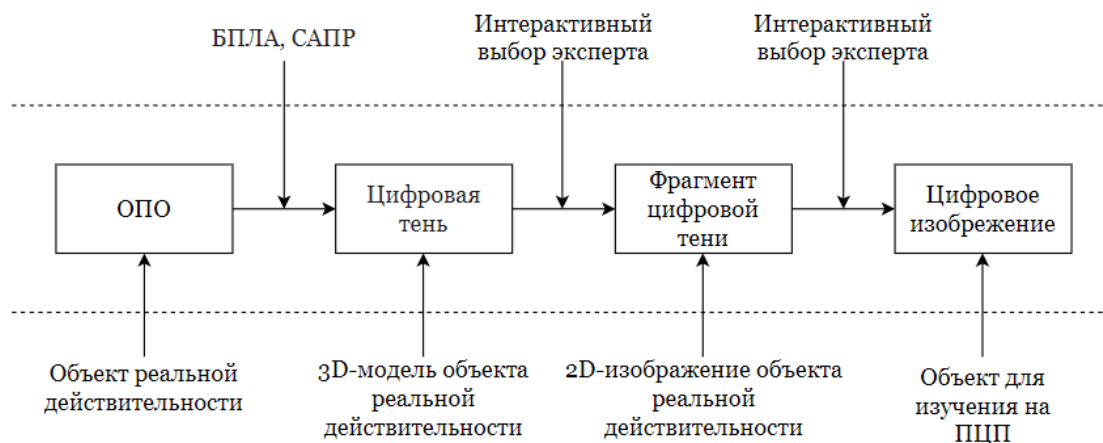 БПЛА, САПР
Интерактивный
выбор эксперта
Интерактивный
выбор эксперта
ОПО
Цифровая
тень
Фрагмент
цифровой
тени
Цифровое
изобрежение
Объект реальной
действительности
3D-модель объекта
реальной
действительности
2D-изображение объекта
реальной
действительности
Объект для
изучения на
ПЦП